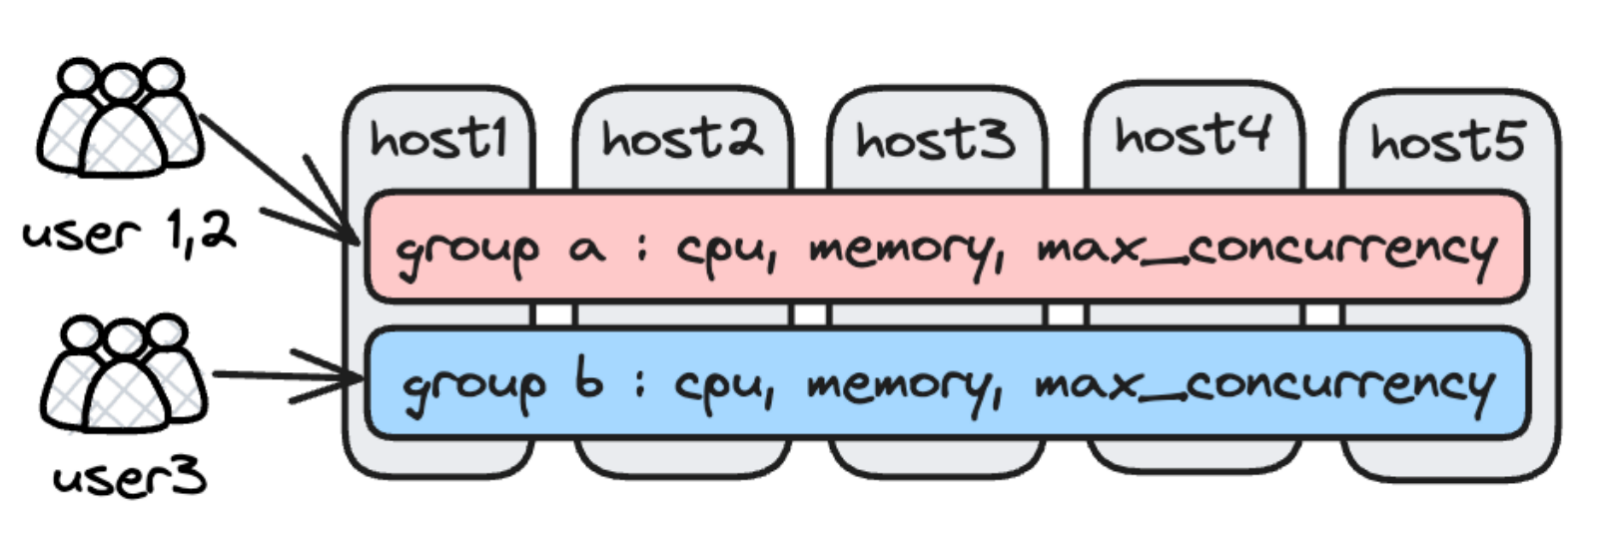 host1 host2 host3 host4 host5
user 1,2
group a : cpu, memory, max_concurrency
group b : cpu, memory, max_concurrency
user3